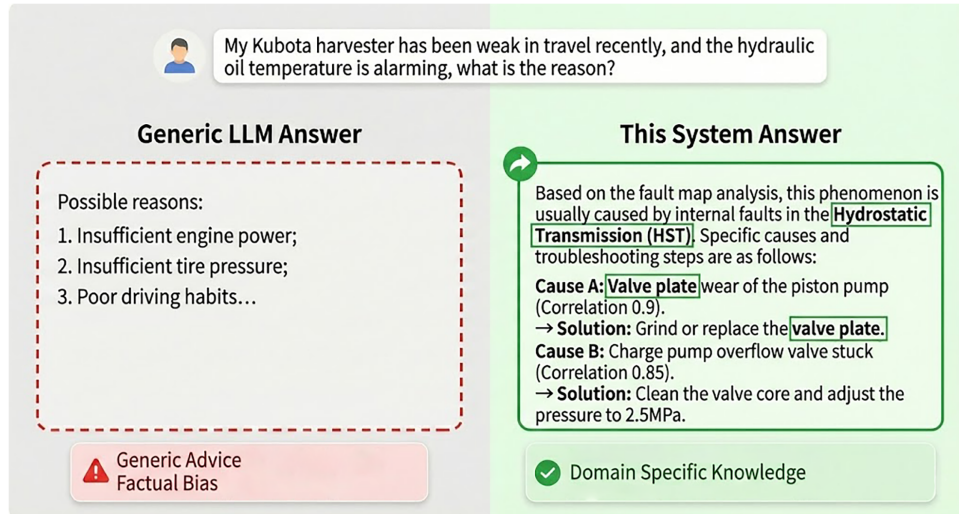 My Kubota harvester has been weak in travel recently, and the hydraulic
oil temperature is alarming, what is the reason?
Generic LLM Answer
Possible reasons:
1. Insufficient engine power;
2. Insufficient tire pressure;
3. Poor driving habits...
Generic Advice
Factual Bias
This System Answer
Based on the fault map analysis, this phenomenon is
usually caused by internal faults in the Hydrostatic
Transmission (HST). Specific causes and
troubleshooting steps are as follows:
Cause A: Valve plate wear of the piston pump
(Correlation 0.9).
→ Solution: Grind or replace the valve plate.
Cause B: Charge pump overflow valve stuck
(Correlation 0.85).
→ Solution: Clean the valve core and adjust the
pressure to 2.5MPa.
Domain Specific Knowledge